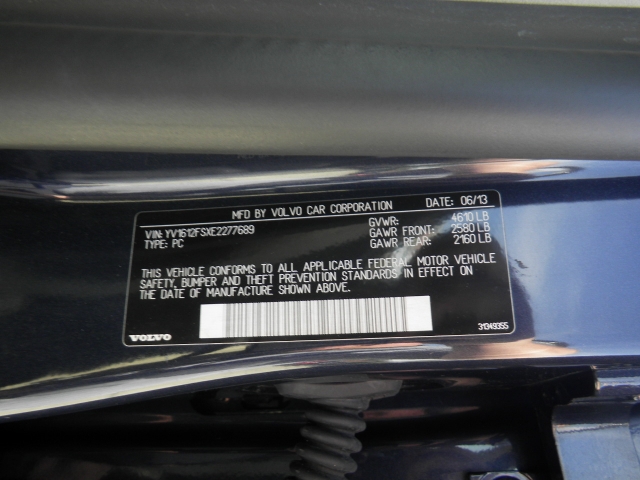 MFD BY VOLVO CAR CORPORATION DATE: 06/13
VIN: YV1612FSXE2277689 GVWR: 4610 LB
TYPE: PC GAWR FRONT: 2580 LB
GAWR REAR: 2160 LB
THIS VEHICLE CONFORMS TO ALL APPLICABLE FEDERAL MOTOR VEHICLE
SAFETY, BUMPER AND THEFT PREVENTION STANDARDS IN EFFECT ON
THE DATE OF MANUFACTURE SHOWN ABOVE.
VOLVO 31349355